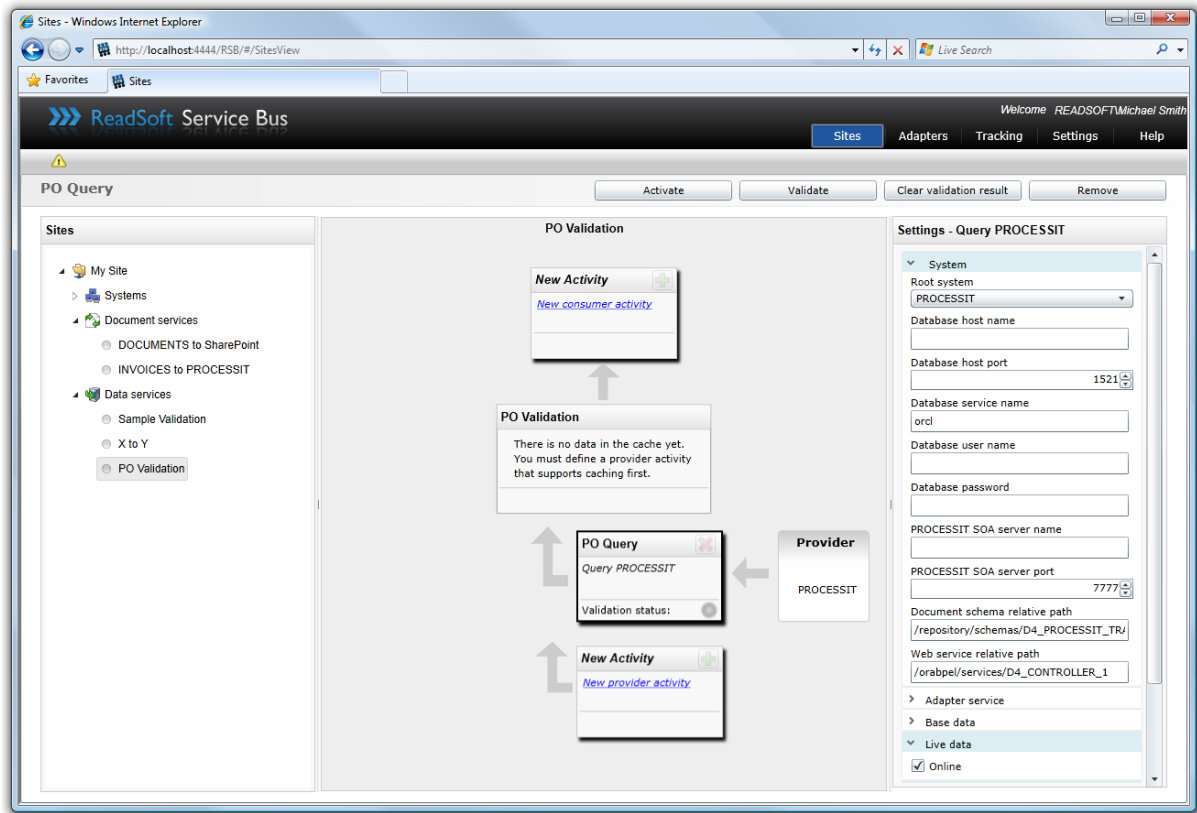 Sites - Windows Internet Explorer
http://localhost:4444/RSB/#/SitesView
Live Search
Favorites
Sites
ReadSoft Service Bus
Welcome READSOFT\Michael Smith
Sites Adapters Tracking Settings Help
PO Query
Activate Validate Clear validation result Remove
Sites
My Site
Systems
Document services
DOCUMENTS to SharePoint
INVOICES to PROCESSIT
Data services
Sample Validation
X to Y
PO Validation
PO Validation
New Activity
New consumer activity
PO Validation
There is no data in the cache yet.
You must define a provider activity
that supports caching first.
PO Query
Query PROCESSIT
Validation status:
Provider
PROCESSIT
New Activity
New provider activity
Settings - Query PROCESSIT
System
Root system
PROCESSIT
Database host name
Database host port
1521
Database service name
orcl
Database user name
Database password
PROCESSIT SOA server name
PROCESSIT SOA server port
7777
Document schema relative path
/repository/schemas/D4_PROCESSIT_TRA
Web service relative path
/orabpel/services/D4_CONTROLLER_1
Adapter service
Base data
Live data
Online